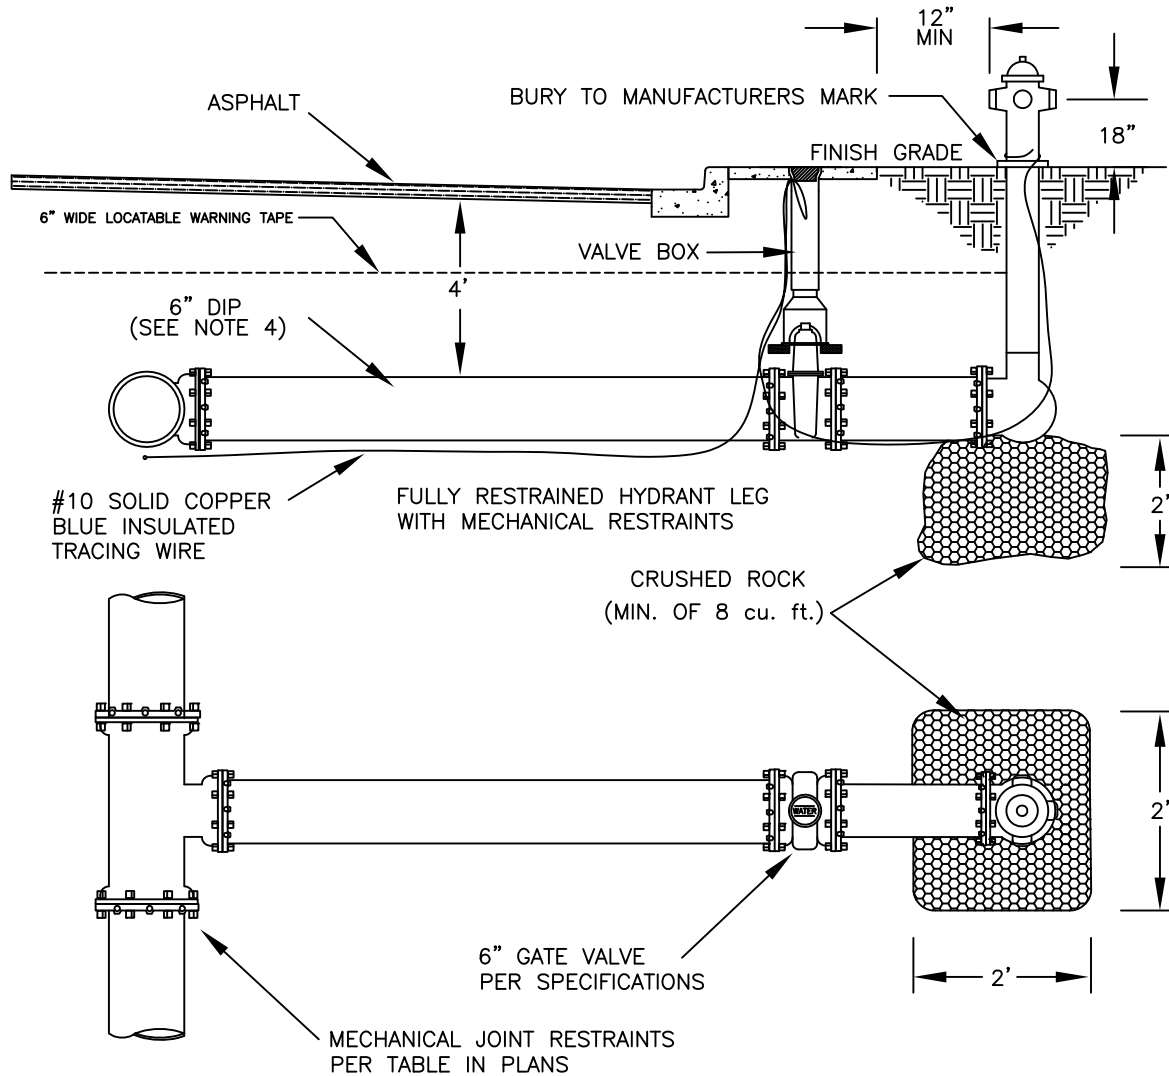 12”
MIN
ASPHALT
BURY TO MANUFACTURERS MARK
18”
FINISH GRADE
6” WIDE LOCATABLE WARNING TAPE
VALVE BOX
4’
6” DIP
(SEE NOTE 4)
#10 SOLID COPPER
BLUE INSULATED
TRACING WIRE
FULLY RESTRAINED HYDRANT LEG
WITH MECHANICAL RESTRAINTS
2’
CRUSHED ROCK
(MIN. OF 8 cu. ft.)
WATER
2’
6” GATE VALVE
PER SPECIFICATIONS
2’
MECHANICAL JOINT RESTRAINTS
PER TABLE IN PLANS